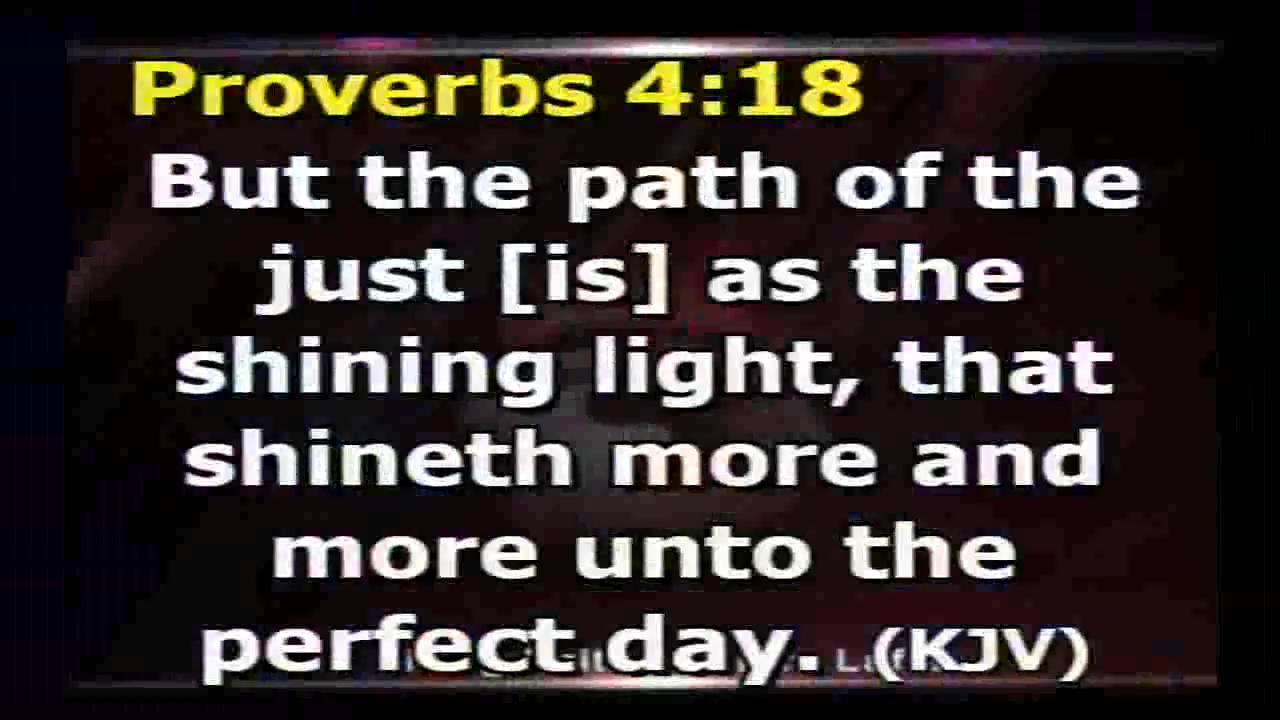 Proverbs 4:18
But the path of the
just [is] as the
shining light, that
shineth more and
more unto the
perfect day. (KJV)